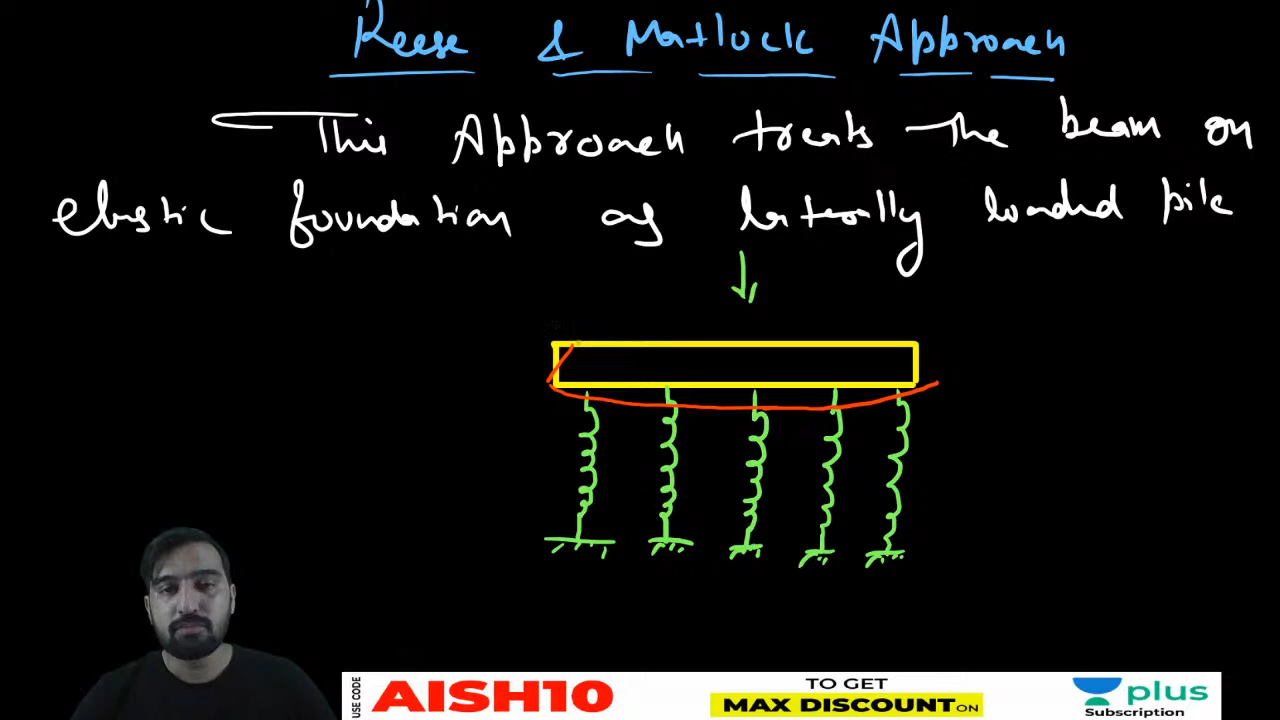 Reese & Matlock Approach
This Approach treats the beam on
elastic foundation as laterally loaded pile
USE CODE
AISH10
TO GET
MAX DISCOUNT ON
plus
Subscription